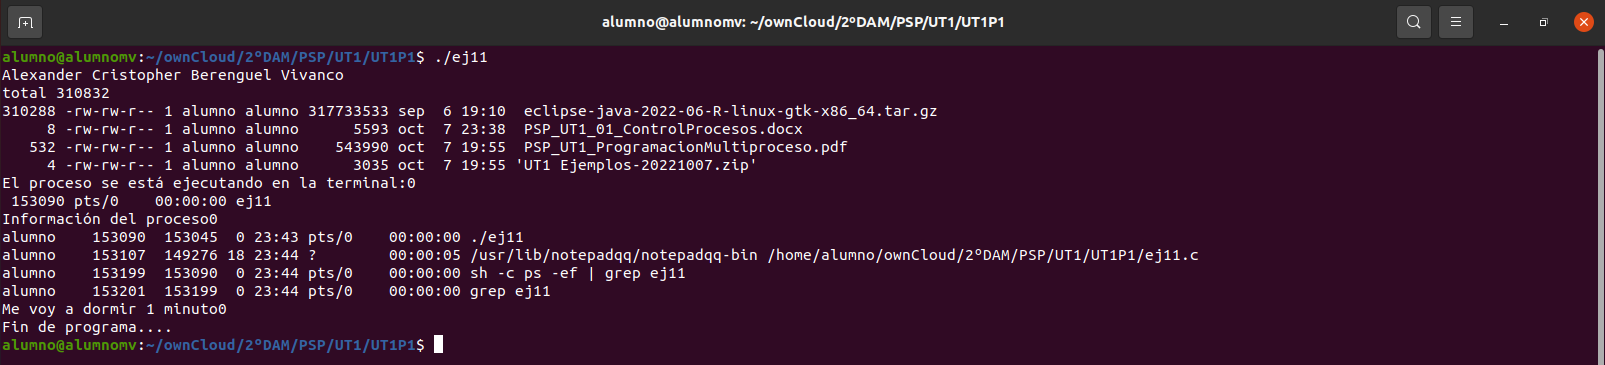 alumno@alumnomv: ~/ownCloud/2ºDAM/PSP/UT1/UT1P1
alumno@alumnomv:~/ownCloud/2ºDAM/PSP/UT1/UT1P1$ ./ej11
Alexander Cristopher Berenguel Vivanco
total 310832
310288 -rw-rw-r-- 1 alumno alumno 317733533 sep  6 19:10  eclipse-java-2022-06-R-linux-gtk-x86_64.tar.gz
     8 -rw-rw-r-- 1 alumno alumno      5593 oct  7 23:38  PSP_UT1_01_ControlProcesos.docx
   532 -rw-rw-r-- 1 alumno alumno    543990 oct  7 19:55  PSP_UT1_ProgramacionMultiproceso.pdf
     4 -rw-rw-r-- 1 alumno alumno      3035 oct  7 19:55 'UT1 Ejemplos-20221007.zip'
El proceso se está ejecutando en la terminal:0
 153090 pts/0    00:00:00 ej11
Información del proceso0
alumno    153090  153045  0 23:43 pts/0    00:00:00 ./ej11
alumno    153107  149276 18 23:44 ?        00:00:05 /usr/lib/notepadqq/notepadqq-bin /home/alumno/ownCloud/2ºDAM/PSP/UT1/UT1P1/ej11.c
alumno    153199  153090  0 23:44 pts/0    00:00:00 sh -c ps -ef | grep ej11
alumno    153201  153199  0 23:44 pts/0    00:00:00 grep ej11
Me voy a dormir 1 minuto0
Fin de programa....
alumno@alumnomv:~/ownCloud/2ºDAM/PSP/UT1/UT1P1$